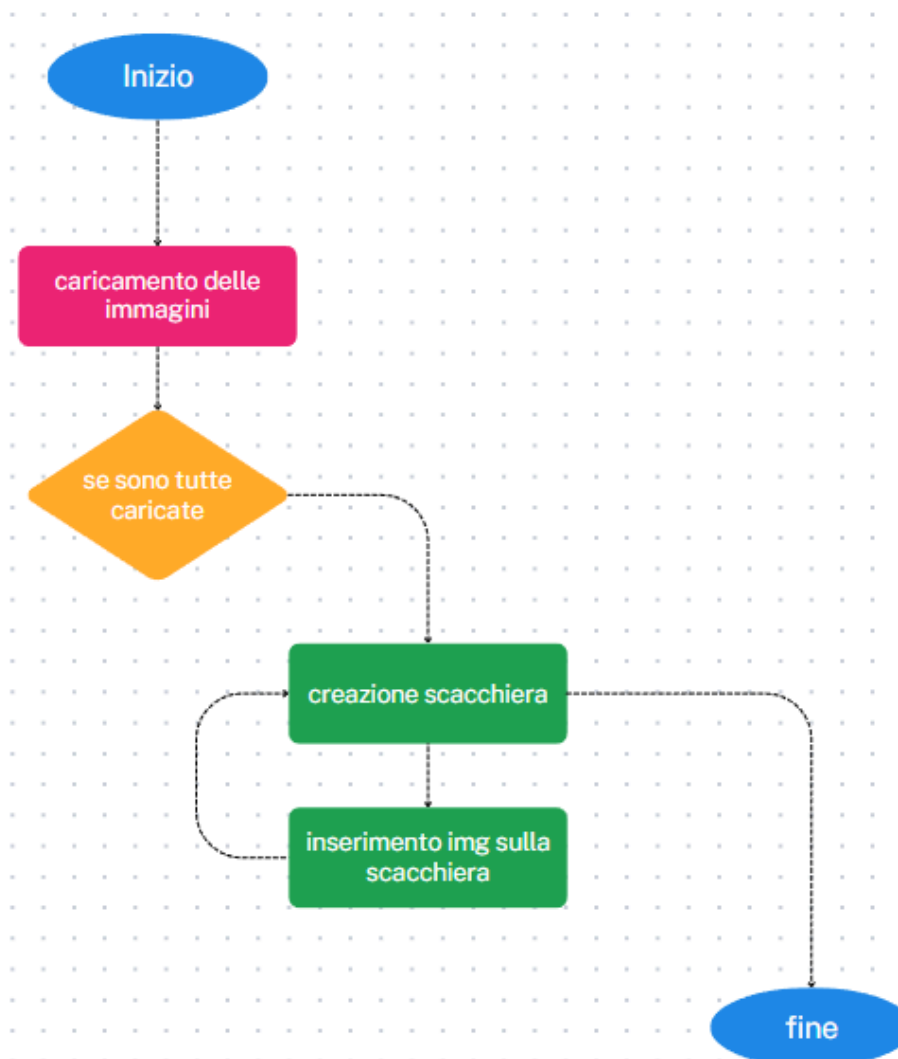 Inizio
caricamento delle
immagini
se sono tutte
caricate
creazione scacchiera
inserimento img sulla
scacchiera
fine